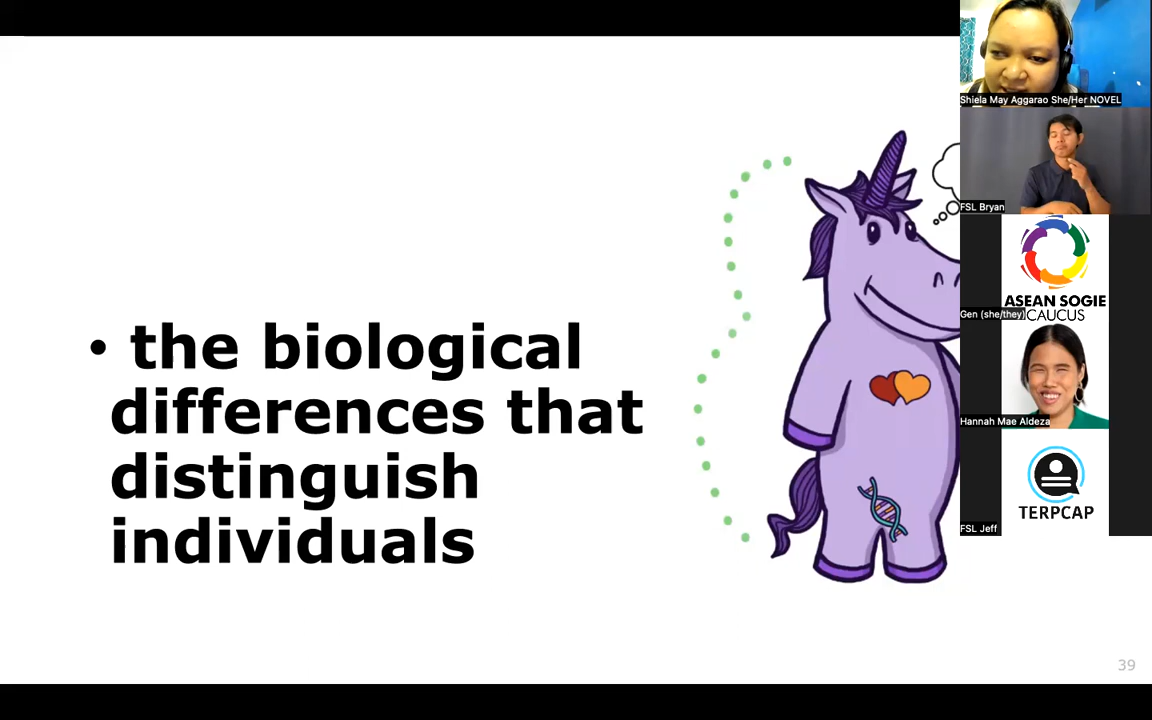 • the biological
differences that
distinguish
individuals
Shiela May Aggarao She/Her NOVEL
FSL Bryan
ASEAN SOGIE
CAUCUS
Gen (she/they)
Hannah Mae Aldeza
TERPCAP
FSL Jeff
39